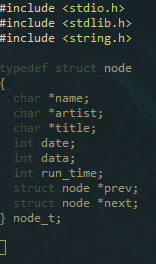 #include <stdio.h>
#include <stdlib.h>
#include <string.h>
typedef struct node
{
char *name;
char *artist;
char *title;
int date;
int data;
int run_time;
struct node *prev;
struct node *next;
} node_t;